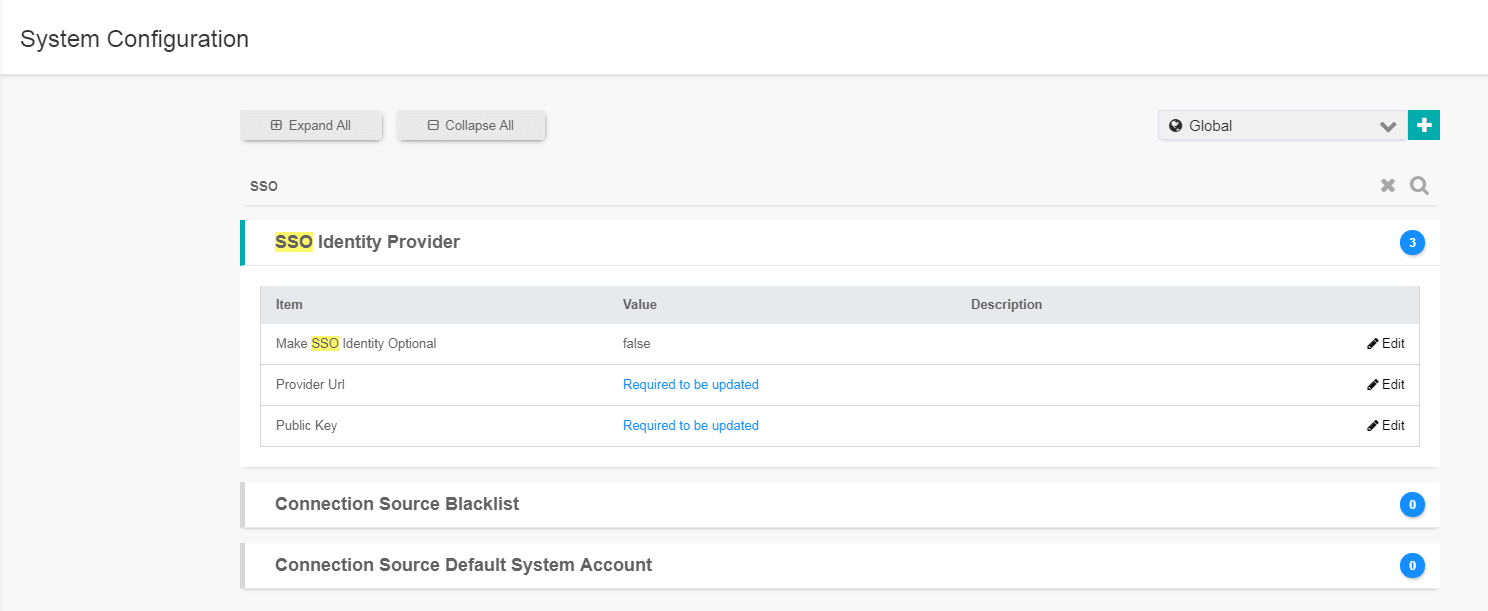 System Configuration
Expand All
Collapse All
Global
SSO
SSO Identity Provider
3
Item Value Description
Make SSO Identity Optional false Edit
Provider Url Required to be updated Edit
Public Key Required to be updated Edit
Connection Source Blacklist
0
Connection Source Default System Account
0